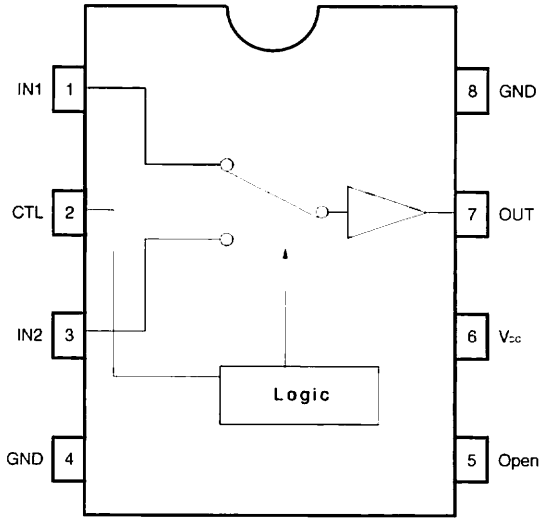 IN1 1
8 GND
CTL 2
7 OUT
IN2 3
6 Vcc
Logic
GND 4
5 Open